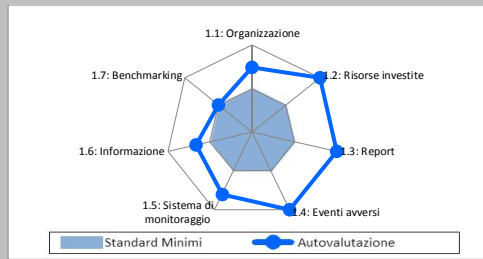 1.1: Organizzazione
1.7: Benchmarking
1.2: Risorse investite
1.6: Informazione
1.3: Report
1.5: Sistema di
monitoraggio
1.4: Eventi avversi
Standard Minimi
Autovalutazione